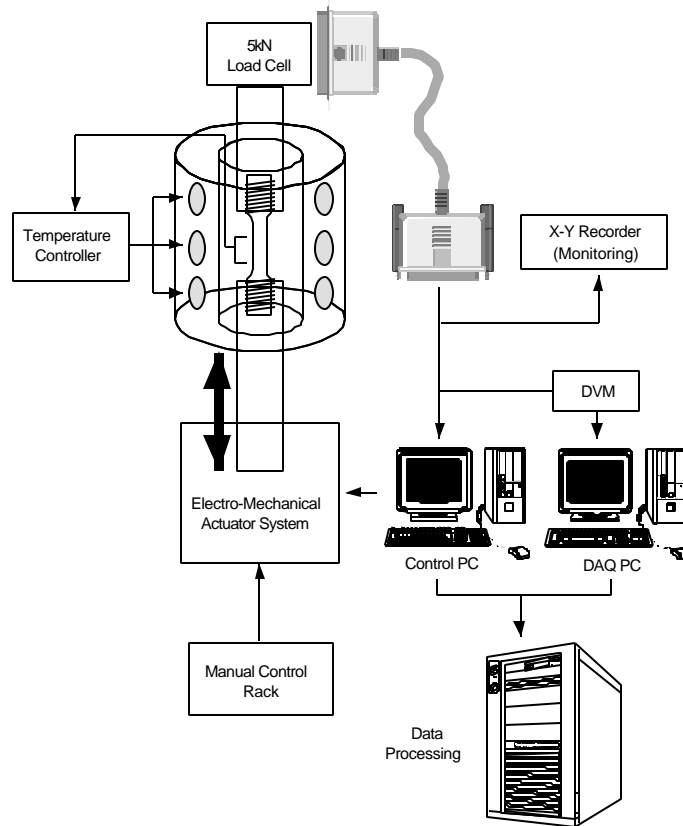 5kN
Load Cell
Temperature
Controller
X-Y Recorder
(Monitoring)
DVM
Electro-Mechanical
Actuator System
Control PC
DAQ PC
Manual Control
Rack
Data
Processing